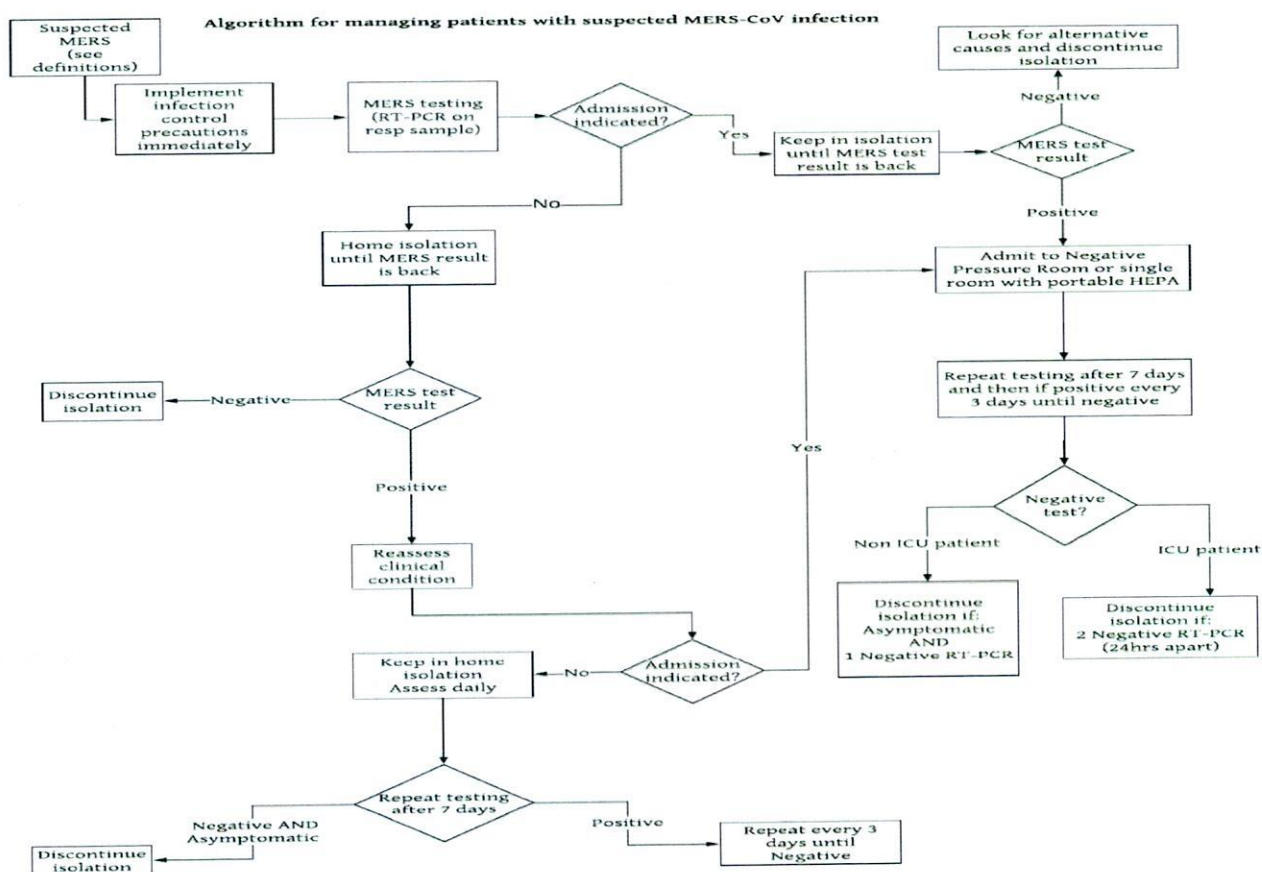 Algorithm for managing patients with suspected MERS-CoV infection
Suspected
MERS
(see
definitions)
Implement
infection
control
precautions
immediately
MERS testing
(RT-PCR on
resp sample)
Admission
indicated?
Yes
Keep in isolation
until MERS test
result is back
MERS test
result
Negative
Look for alternative
causes and discontinue
isolation
Positive
Admit to Negative
Pressure Room or single
room with portable HEPA
Repeat testing after 7 days
and then if positive every
3 days until negative
Negative
test?
Non ICU patient
Discontinue
isolation if:
Asymptomatic
AND
1 Negative RT-PCR
ICU patient
Discontinue
isolation if:
2 Negative RT-PCR
(24hrs apart)
No
Home isolation
until MERS result
is back
MERS test
result
Negative
Discontinue
isolation
Positive
Reassess
clinical
condition
Admission
indicated?
Yes
No
Keep in home
isolation
Assess daily
Repeat testing
after 7 days
Negative AND
Asymptomatic
Discontinue
isolation
Positive
Repeat every 3
days until
Negative